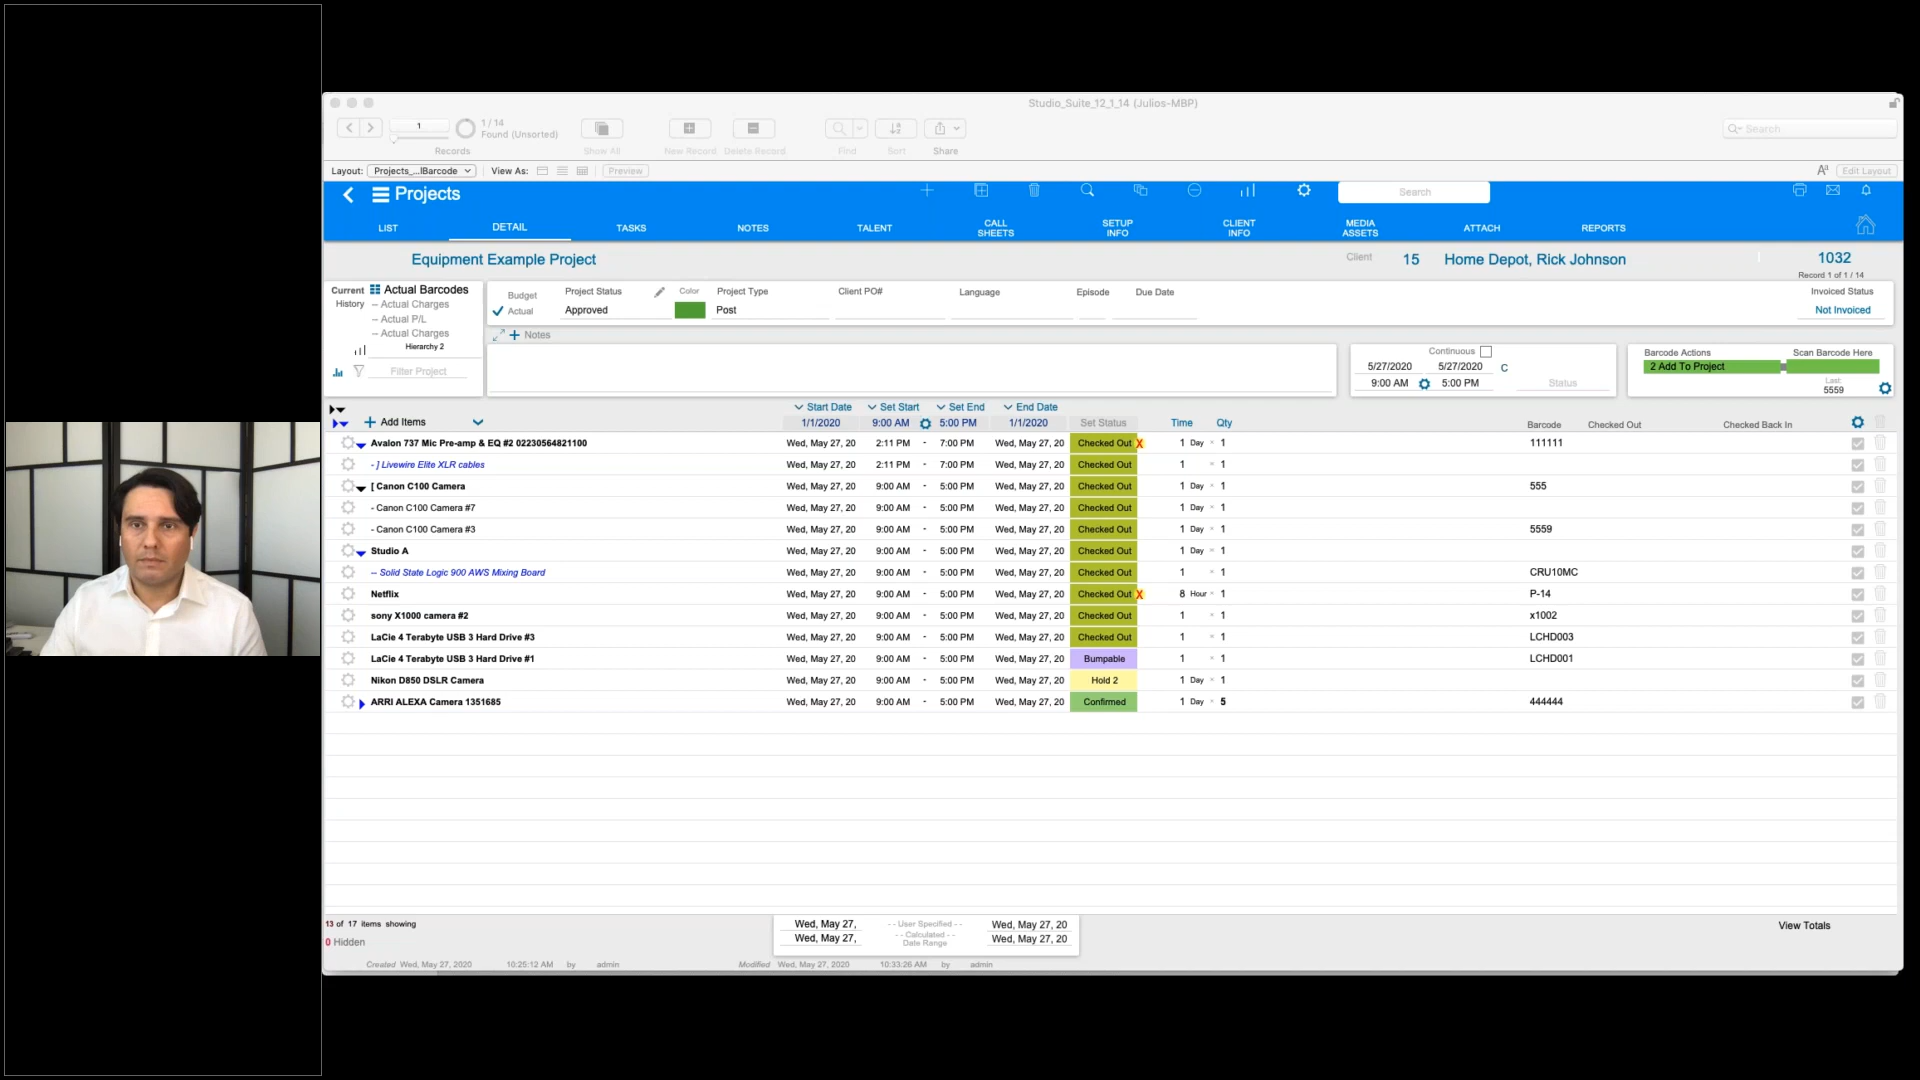 Studio_Suite_12_1_14 (Julios-MBP)
1
1 / 14
Found (Unsorted)
Records
Show All
New Record
Delete Record
Find
Sort
Share
Search
Layout: Projects_...lBarcode
View As:
Preview
Aª
Edit Layout
Projects
Search
LIST
DETAIL
TASKS
NOTES
TALENT
CALL SHEETS
SETUP INFO
CLIENT INFO
MEDIA ASSETS
ATTACH
REPORTS
Equipment Example Project
Client 15 Home Depot, Rick Johnson
1032
Record 1 of 1 / 14
Current Actual Barcodes
History -- Actual Charges
-- Actual P/L
-- Actual Charges
Hierarchy 2
Filter Project
Budget
Actual
Project Status
Approved
Color
Project Type
Post
Client PO#
Language
Episode
Due Date
Invoiced Status
Not Invoiced
+ Notes
Continuous
5/27/2020 5/27/2020 C
9:00 AM 5:00 PM Status
Barcode Actions Scan Barcode Here
2 Add To Project
Last:
5559
+ Add Items
Start Date Set Start Set End End Date
1/1/2020 9:00 AM 5:00 PM 1/1/2020 Set Status Time Qty Barcode Checked Out Checked Back In
Avalon 737 Mic Pre-amp & EQ #2 02230564821100 Wed, May 27, 20 2:11 PM - 7:00 PM Wed, May 27, 20 Checked Out X 1 Day × 1 111111
- ] Livewire Elite XLR cables Wed, May 27, 20 2:11 PM - 7:00 PM Wed, May 27, 20 Checked Out 1 × 1
[ Canon C100 Camera Wed, May 27, 20 9:00 AM - 5:00 PM Wed, May 27, 20 Checked Out 1 Day × 1 555
- Canon C100 Camera #7 Wed, May 27, 20 9:00 AM - 5:00 PM Wed, May 27, 20 Checked Out 1 Day × 1
- Canon C100 Camera #3 Wed, May 27, 20 9:00 AM - 5:00 PM Wed, May 27, 20 Checked Out 1 Day × 1 5559
Studio A Wed, May 27, 20 9:00 AM - 5:00 PM Wed, May 27, 20 Checked Out 1 Day × 1
-- Solid State Logic 900 AWS Mixing Board Wed, May 27, 20 9:00 AM - 5:00 PM Wed, May 27, 20 Checked Out 1 × 1 CRU10MC
Netflix Wed, May 27, 20 9:00 AM - 5:00 PM Wed, May 27, 20 Checked Out X 8 Hour × 1 P-14
sony X1000 camera #2 Wed, May 27, 20 9:00 AM - 5:00 PM Wed, May 27, 20 Checked Out 1 × 1 x1002
LaCie 4 Terabyte USB 3 Hard Drive #3 Wed, May 27, 20 9:00 AM - 5:00 PM Wed, May 27, 20 Checked Out 1 × 1 LCHD003
LaCie 4 Terabyte USB 3 Hard Drive #1 Wed, May 27, 20 9:00 AM - 5:00 PM Wed, May 27, 20 Bumpable 1 × 1 LCHD001
Nikon D850 DSLR Camera Wed, May 27, 20 9:00 AM - 5:00 PM Wed, May 27, 20 Hold 2 1 Day × 1
ARRI ALEXA Camera 1351685 Wed, May 27, 20 9:00 AM - 5:00 PM Wed, May 27, 20 Confirmed 1 Day × 5 444444
13 of 17 items showing
0 Hidden
Wed, May 27, - - User Specified - - Wed, May 27, 20
Wed, May 27, - - Calculated - - Wed, May 27, 20
Date Range
View Totals
Created Wed, May 27, 2020 10:25:12 AM by admin
Modified Wed, May 27, 2020 10:33:26 AM by admin